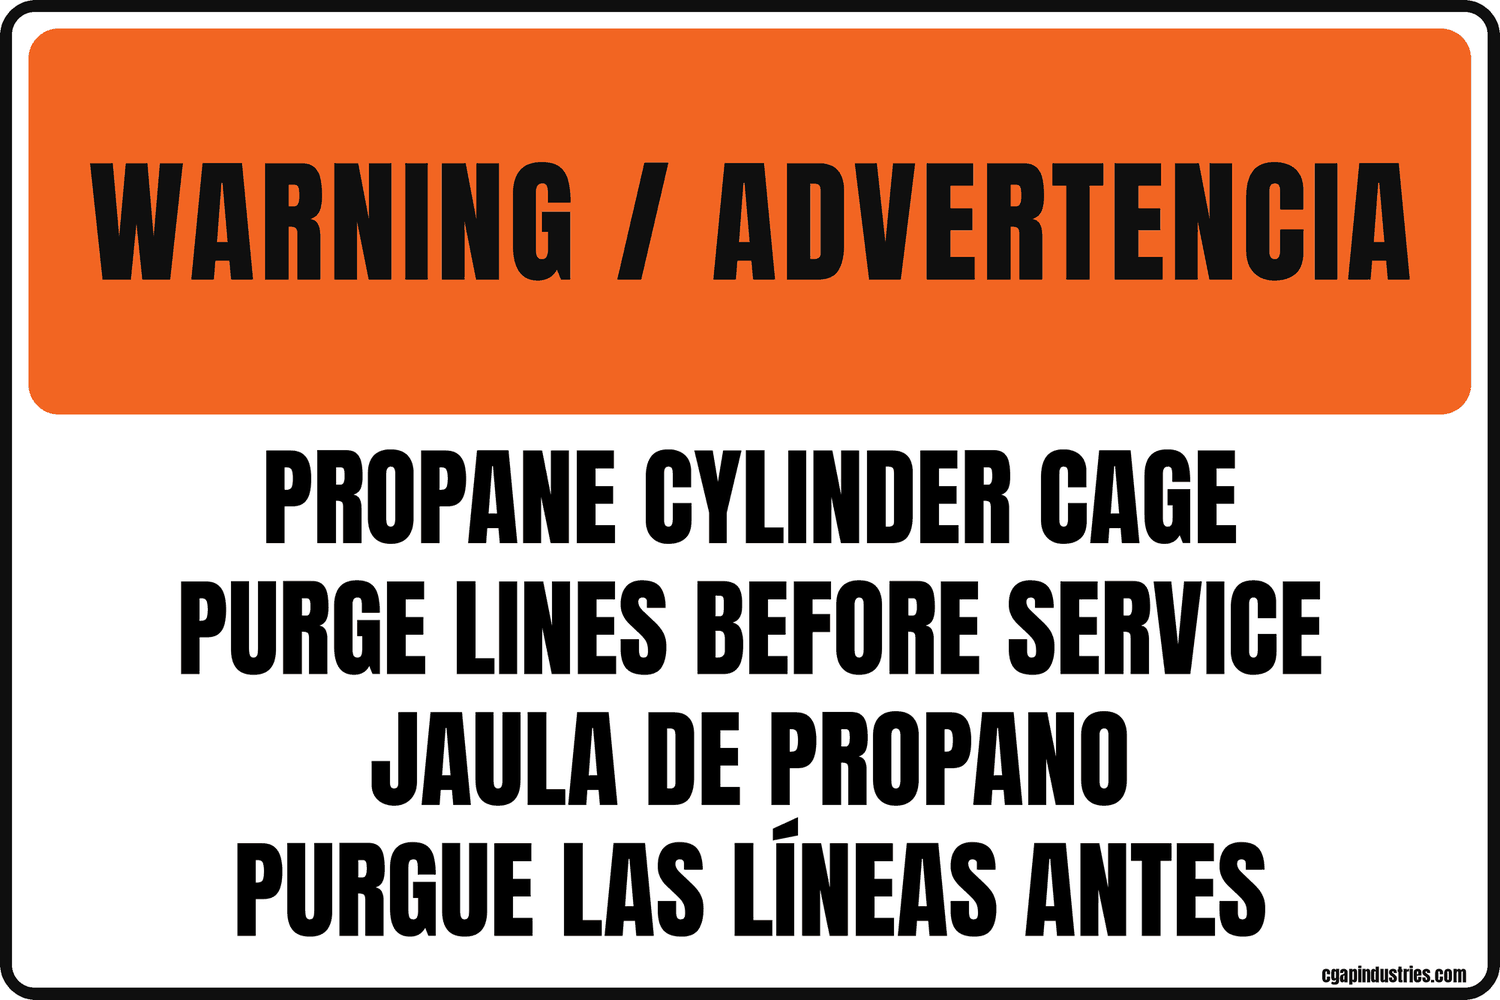 WARNING / ADVERTENCIA
PROPANE CYLINDER CAGE
PURGE LINES BEFORE SERVICE
JAULA DE PROPANO
PURGUE LAS LÍNEAS ANTES
cgapindustries.com